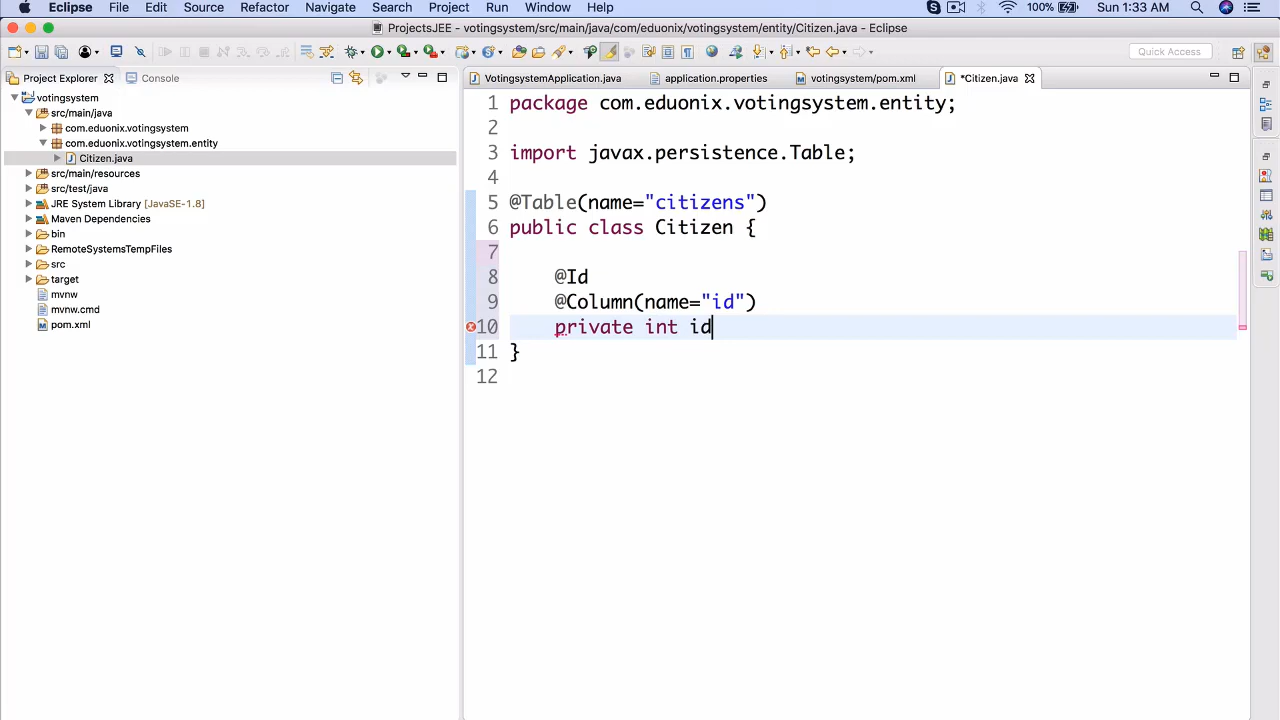 Eclipse File Edit Source Refactor Navigate Search Project Run Window Help 100% Sun 1:33 AM
ProjectsJEE - votingsystem/src/main/java/com/eduonix/votingsystem/entity/Citizen.java - Eclipse
Quick Access
Project Explorer Console
VotingsystemApplication.java application.properties votingsystem/pom.xml *Citizen.java
votingsystem
src/main/java
com.eduonix.votingsystem
com.eduonix.votingsystem.entity
Citizen.java
src/main/resources
src/test/java
JRE System Library [JavaSE-1.8]
Maven Dependencies
bin
RemoteSystemsTempFiles
src
target
mvnw
mvnw.cmd
pom.xml
1 package com.eduonix.votingsystem.entity;
2
3 import javax.persistence.Table;
4
5 @Table(name="citizens")
6 public class Citizen {
7
8 @Id
9 @Column(name="id")
10 private int id
11 }
12